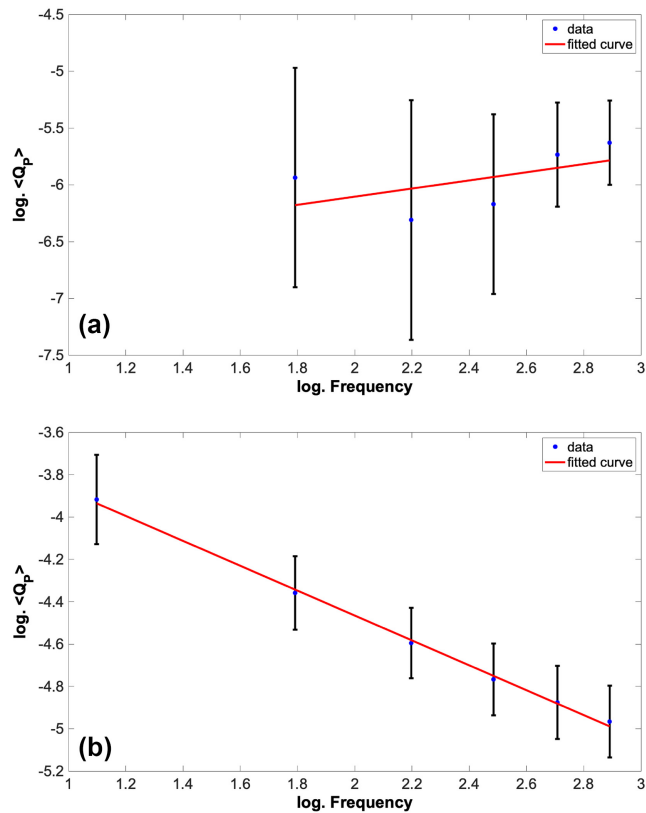 -4.5
data
fitted curve
-5
-5.5
log. <Q_P>
-6
-6.5
-7
(a)
-7.5
1 1.2 1.4 1.6 1.8 2 2.2 2.4 2.6 2.8 3
log. Frequency
-3.6
data
fitted curve
-3.8
-4
-4.2
log. <Q_P>
-4.4
-4.6
-4.8
-5
(b)
-5.2
1 1.2 1.4 1.6 1.8 2 2.2 2.4 2.6 2.8 3
log. Frequency